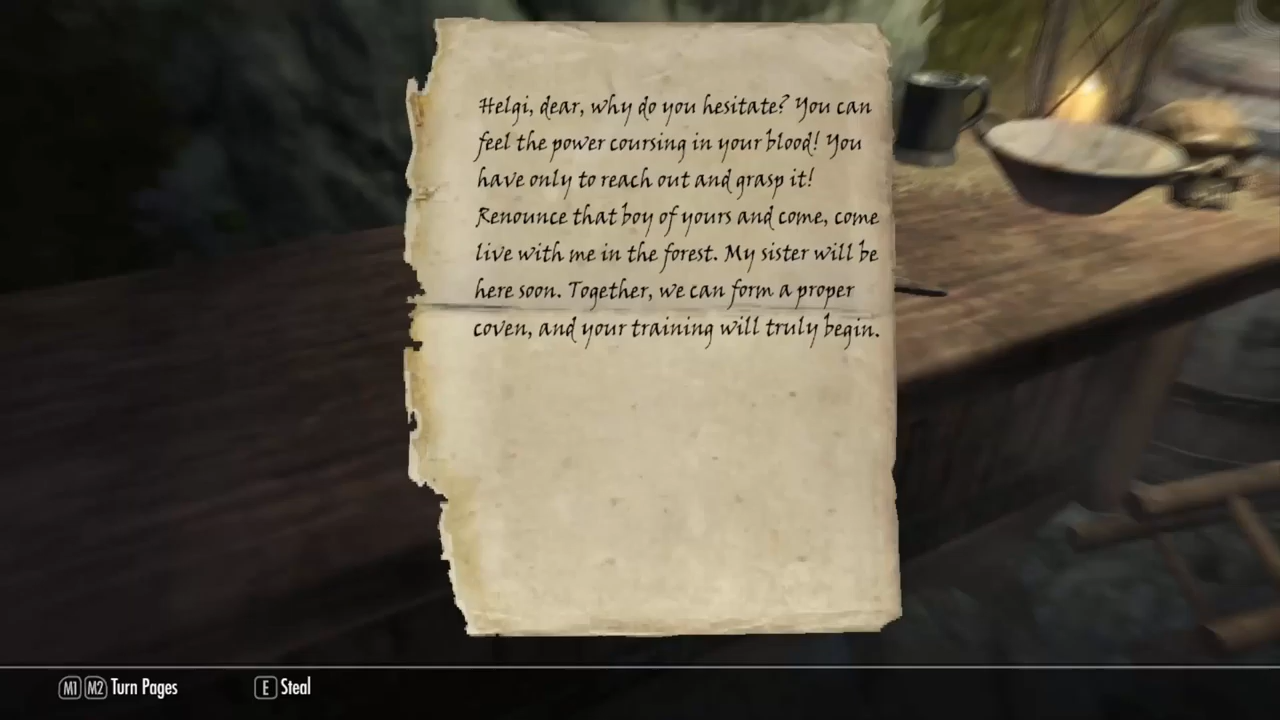 Helgi, dear, why do you hesitate? You can
feel the power coursing in your blood! You
have only to reach out and grasp it!
Renounce that boy of yours and come, come
live with me in the forest. My sister will be
here soon. Together, we can form a proper
coven, and your training will truly begin.
M1 M2 Turn Pages
E Steal